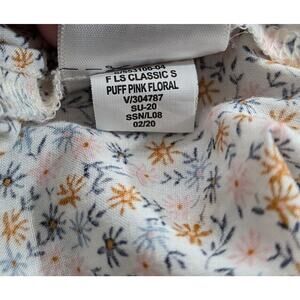 F LS CLASSIC S
PUFF PINK FLORAL
V/304787
SU-20
SSN/L08
02/20